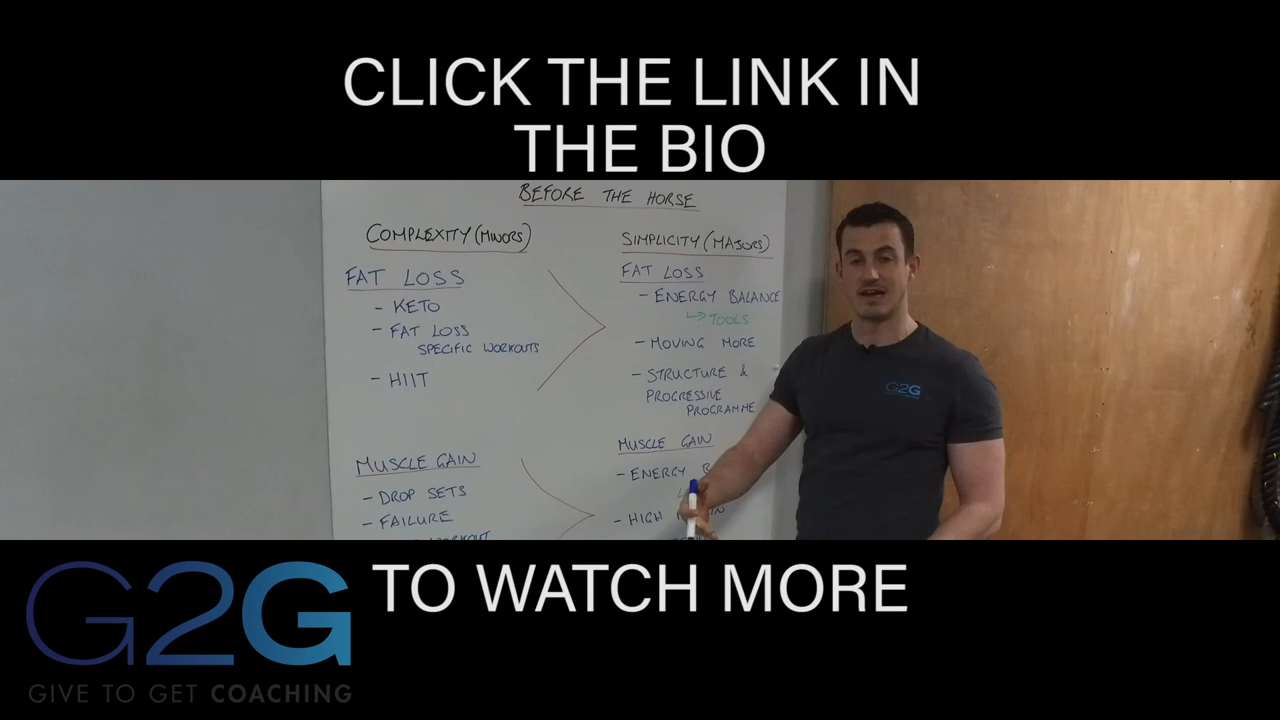 CLICK THE LINK IN
THE BIO
BEFORE THE HORSE
COMPLEXITY (MINORS)
FAT LOSS
- KETO
- FAT LOSS
SPECIFIC WORKOUTS
- HIIT
MUSCLE GAIN
- DROP SETS
- FAILURE
SIMPLICITY (MAJORS)
FAT LOSS
- ENERGY BALANCE
↳ TOOLS
- MOVING MORE
- STRUCTURE &
PROGRESSIVE
PROGRAMME
MUSCLE GAIN
- ENERGY
- HIGH
G2G
TO WATCH MORE
G2G
GIVE TO GET COACHING